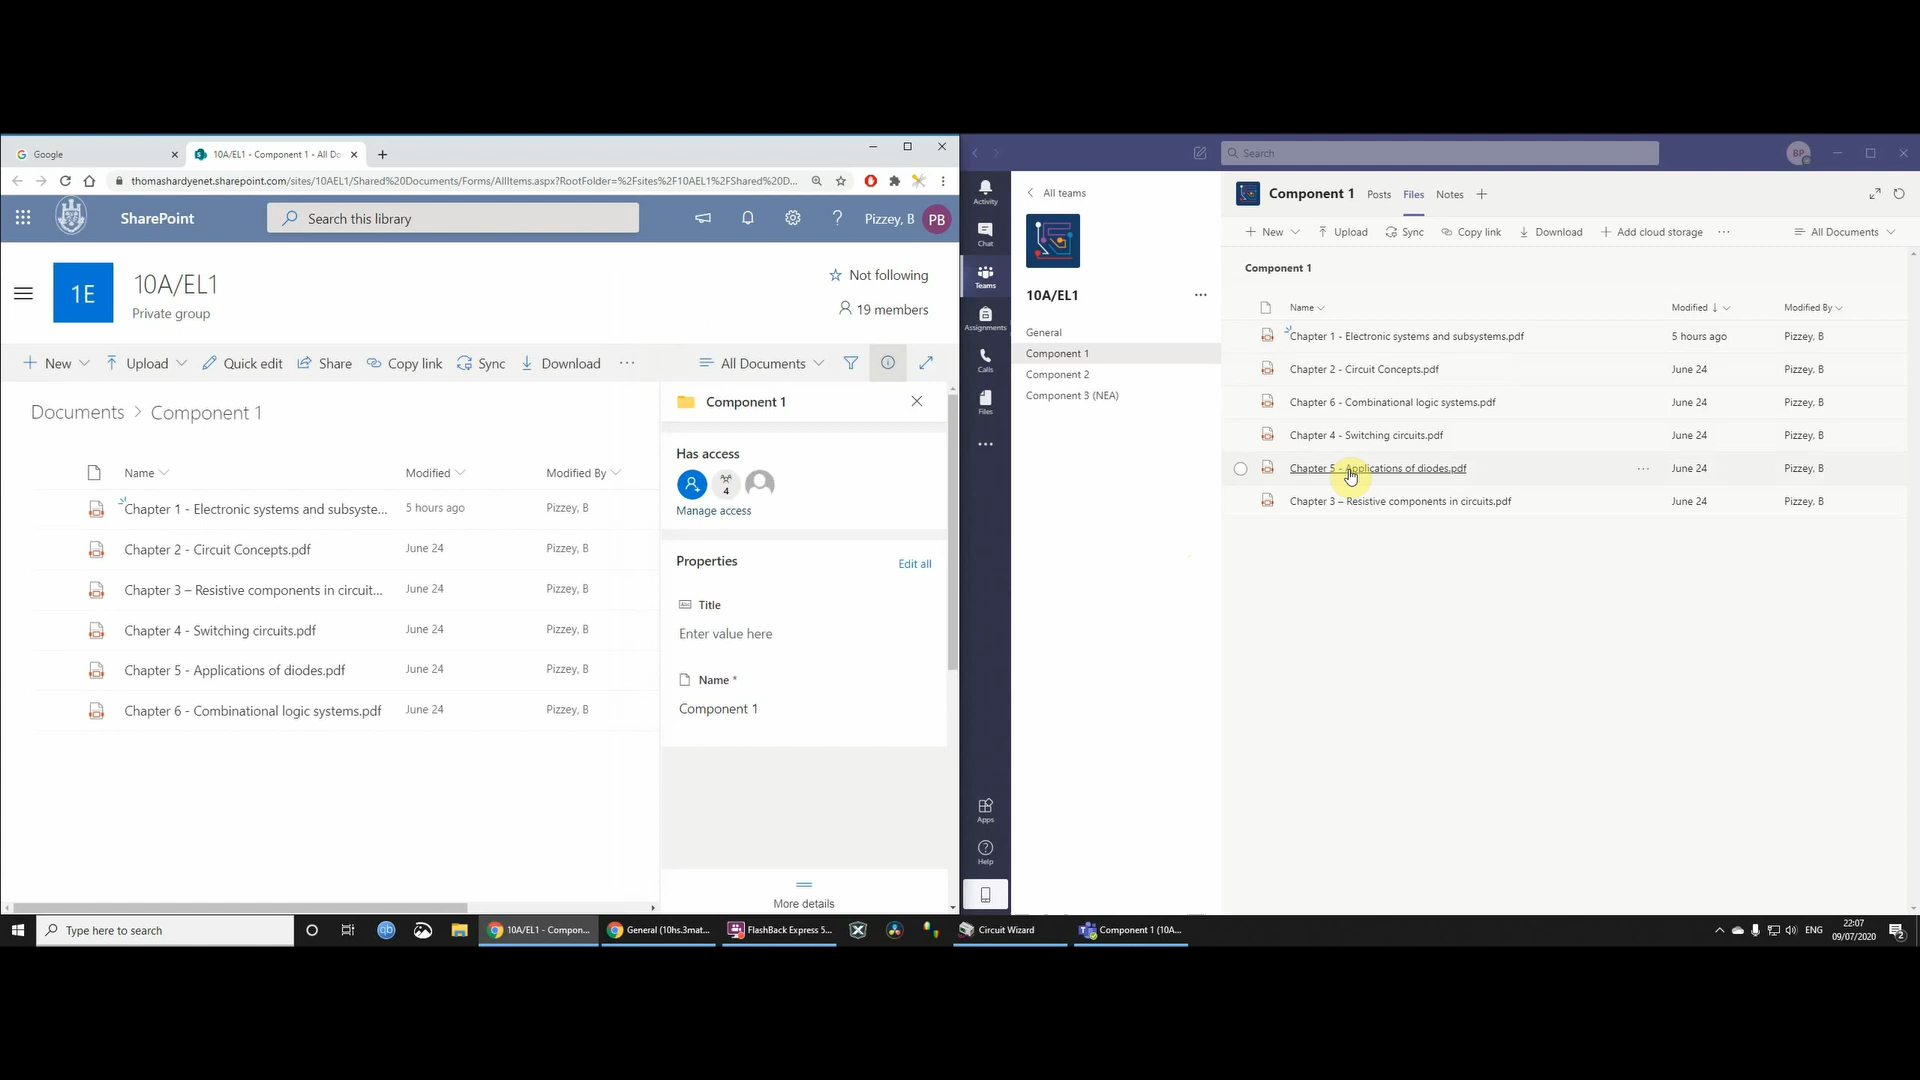 Google
10A/EL1 - Component 1 - All Do
thomashardyenet.sharepoint.com/sites/10AEL1/Shared%20Documents/Forms/AllItems.aspx?RootFolder=%2Fsites%2F10AEL1%2FShared%20D...
SharePoint
Search this library
Pizzey, B
PB
1E
10A/EL1
Private group
Not following
19 members
New
Upload
Quick edit
Share
Copy link
Sync
Download
All Documents
Documents > Component 1
Name
Modified
Modified By
Chapter 1 - Electronic systems and subsyste...
5 hours ago
Pizzey, B
Chapter 2 - Circuit Concepts.pdf
June 24
Pizzey, B
Chapter 3 – Resistive components in circuit...
June 24
Pizzey, B
Chapter 4 - Switching circuits.pdf
June 24
Pizzey, B
Chapter 5 - Applications of diodes.pdf
June 24
Pizzey, B
Chapter 6 - Combinational logic systems.pdf
June 24
Pizzey, B
Component 1
Has access
4
Manage access
Properties
Edit all
Abc
Title
Enter value here
Name *
Component 1
More details
Search
BP
Activity
Chat
Teams
Assignments
Calls
Files
Apps
Help
All teams
10A/EL1
General
Component 1
Component 2
Component 3 (NEA)
Component 1
Posts
Files
Notes
New
Upload
Sync
Copy link
Download
Add cloud storage
All Documents
Component 1
Name
Modified
Modified By
Chapter 1 - Electronic systems and subsystems.pdf
5 hours ago
Pizzey, B
Chapter 2 - Circuit Concepts.pdf
June 24
Pizzey, B
Chapter 6 - Combinational logic systems.pdf
June 24
Pizzey, B
Chapter 4 - Switching circuits.pdf
June 24
Pizzey, B
Chapter 5 - Applications of diodes.pdf
June 24
Pizzey, B
Chapter 3 – Resistive components in circuits.pdf
June 24
Pizzey, B
Type here to search
qb
10A/EL1 - Compon...
General (10hs.3mat...
FlashBack Express 5...
Circuit Wizard
Component 1 (10A...
ENG
22:07
09/07/2020
2